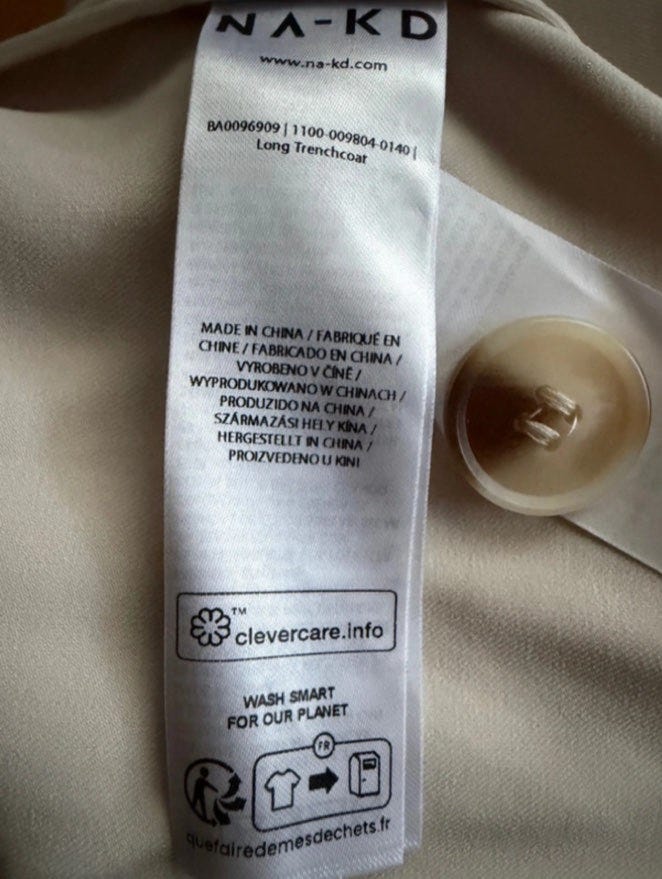 NA-KD
www.na-kd.com
BA0096909 | 1100-009804-0140 |
Long Trenchcoat
MADE IN CHINA / FABRIQUÉ EN
CHINE / FABRICADO EN CHINA /
VYROBENO V ČÍNĚ /
WYPRODUKOWANO W CHINACH /
PRODUZIDO NA CHINA /
SZÁRMAZÁSI HELY KÍNA /
HERGESTELLT IN CHINA /
PROIZVEDENO U KINI
TM
clevercare.info
WASH SMART
FOR OUR PLANET
FR
quefairedemesdechets.fr